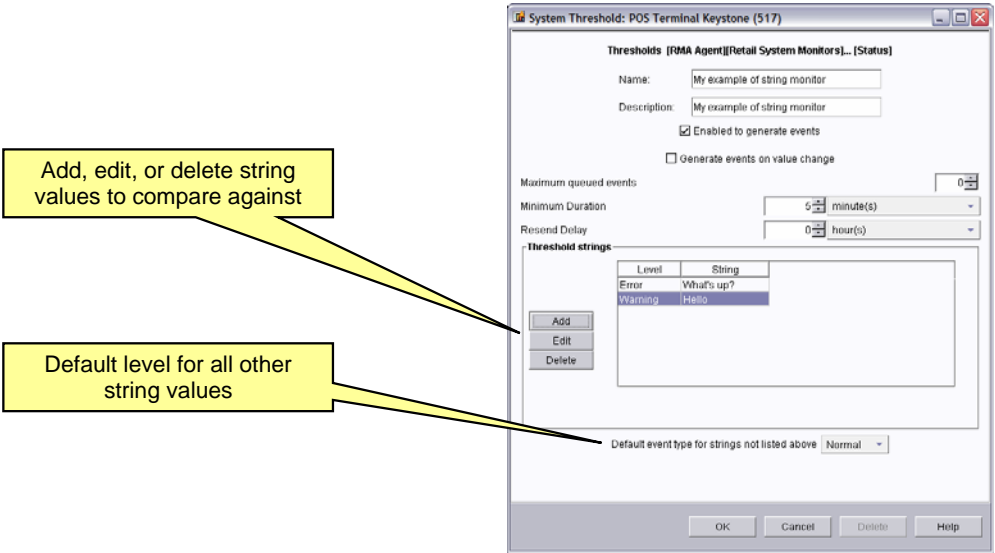 System Threshold: POS Terminal Keystone (517)
Thresholds [RMA Agent][Retail System Monitors]... [Status]
Name: My example of string monitor
Description: My example of string monitor
Enabled to generate events
Generate events on value change
Add, edit, or delete string
values to compare against
Maximum queued events 0
Minimum Duration 5 minute(s)
Resend Delay 0 hour(s)
Threshold strings
Level String
Error What's up?
Warning Hello
Add
Edit
Delete
Default level for all other
string values
Default event type for strings not listed above Normal
OK Cancel Delete Help